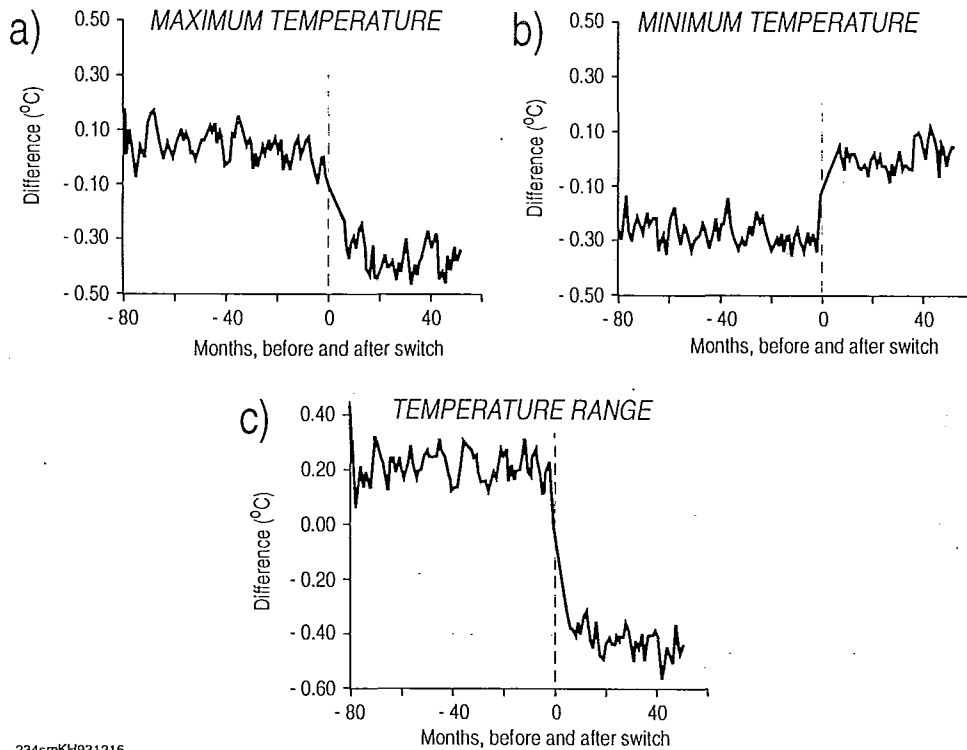 a)
MAXIMUM TEMPERATURE
0.50
0.30
0.10
- 0.10
- 0.30
- 0.50
Difference (ºC)
- 80
- 40
0
40
Months, before and after switch
b)
MINIMUM TEMPERATURE
0.50
0.30
0.10
- 0.10
- 0.30
- 0.50
Difference (ºC)
- 80
- 40
0
40
Months, before and after switch
c)
TEMPERATURE RANGE
0.40
0.20
0.00
- 0.20
- 0.40
- 0.60
Difference (ºC)
- 80
- 40
0
40
Months, before and after switch